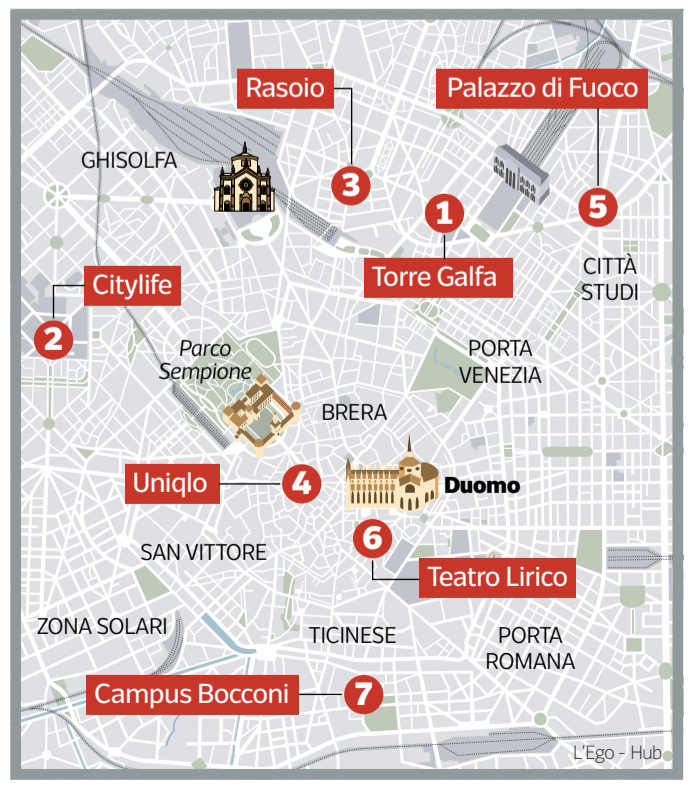 Rasoio
Palazzo di Fuoco
GHISOLFA
3
1
5
Citylife
Torre Galfa
CITTÀ
STUDI
2
Parco
Sempione
PORTA
VENEZIA
BRERA
Uniqlo
4
Duomo
6
SAN VITTORE
Teatro Lirico
ZONA SOLARI
TICINESE
PORTA
ROMANA
Campus Bocconi
7
L'Ego - Hub